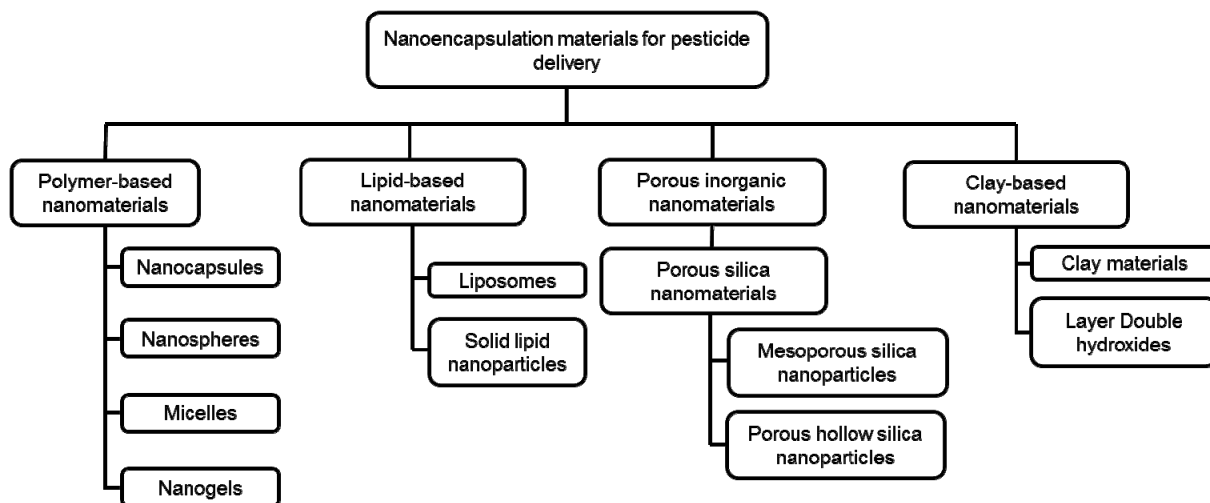 Nanoencapsulation materials for pesticide
delivery
Polymer-based
nanomaterials
Nanocapsules
Nanospheres
Micelles
Nanogels
Lipid-based
nanomaterials
Liposomes
Solid lipid
nanoparticles
Porous inorganic
nanomaterials
Porous silica
nanomaterials
Mesoporous silica
nanoparticles
Porous hollow silica
nanoparticles
Clay-based
nanomaterials
Clay materials
Layer Double
hydroxides